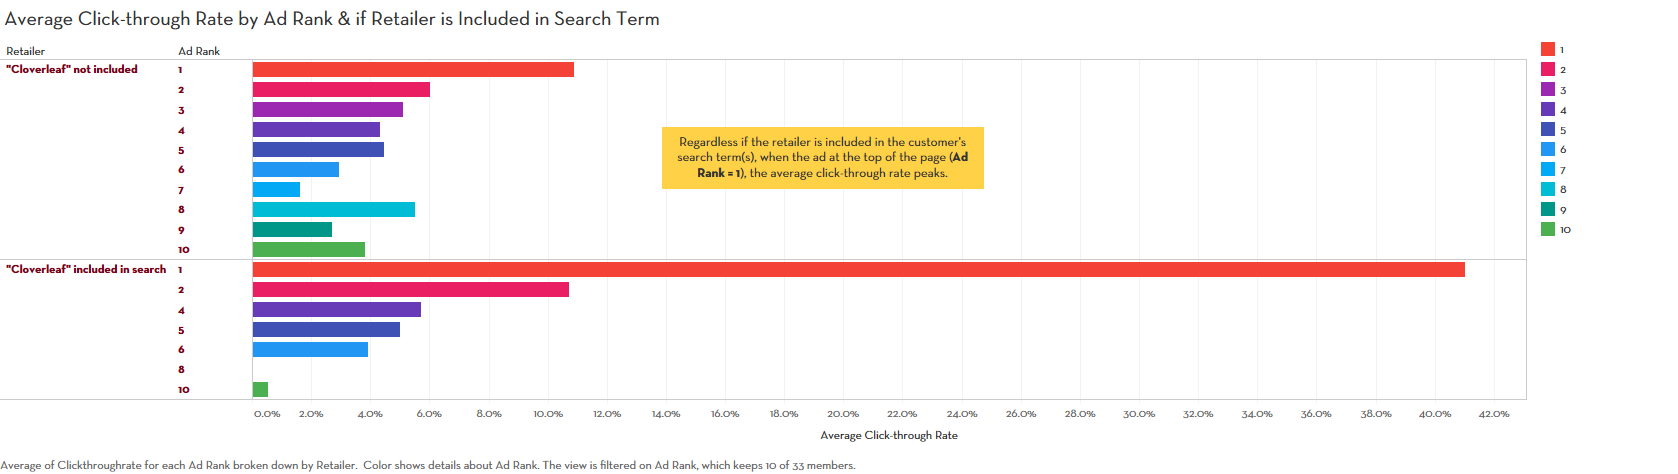 Average Click-through Rate by Ad Rank & if Retailer is Included in Search Term
Retailer Ad Rank
"Cloverleaf" not included 1
2
3
4
5
6
7
8
9
10
"Cloverleaf" included in search 1
2
4
5
6
8
10
Regardless if the retailer is included in the customer's
search term(s), when the ad at the top of the page (Ad
Rank = 1), the average click-through rate peaks.
0.0% 2.0% 4.0% 6.0% 8.0% 10.0% 12.0% 14.0% 16.0% 18.0% 20.0% 22.0% 24.0% 26.0% 28.0% 30.0% 32.0% 34.0% 36.0% 38.0% 40.0% 42.0%
Average Click-through Rate
1
2
3
4
5
6
7
8
9
10
Average of Clickthroughrate for each Ad Rank broken down by Retailer. Color shows details about Ad Rank. The view is filtered on Ad Rank, which keeps 10 of 33 members.